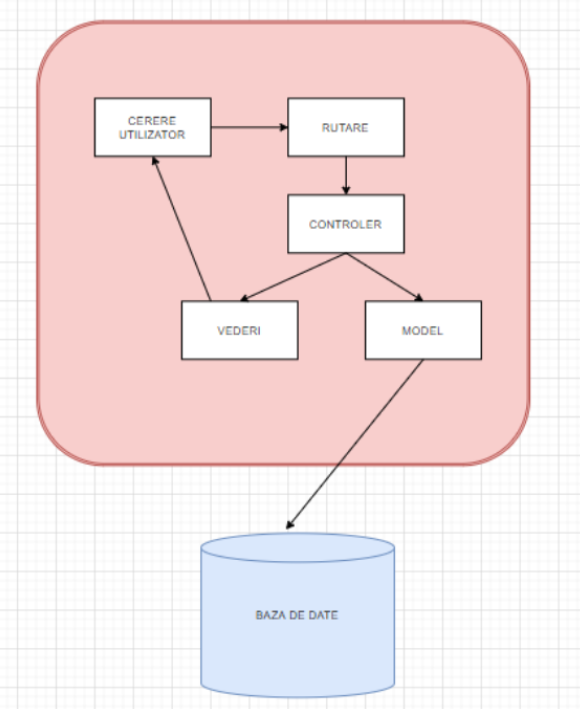 CERERE
UTILIZATOR
RUTARE
CONTROLER
VEDERI
MODEL
BAZA DE DATE